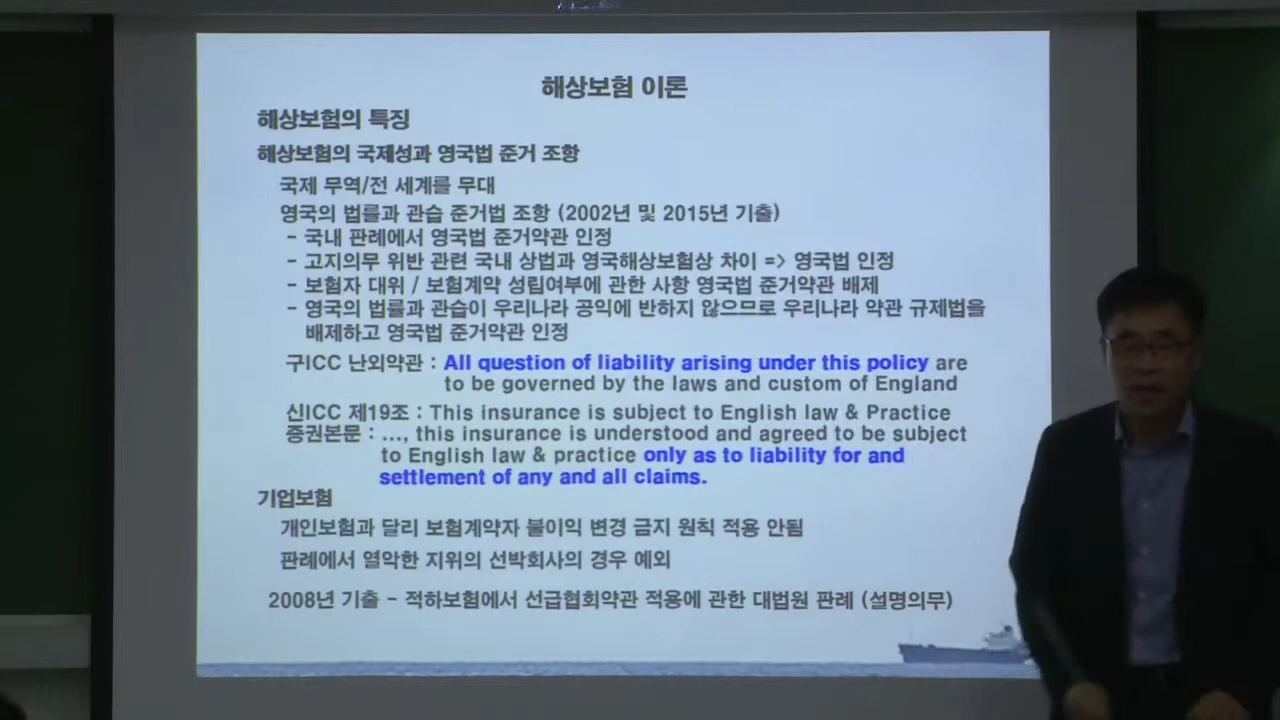 해상보험 이론
해상보험의 특징
해상보험의 국제성과 영국법 준거 조항
국제 무역/전 세계를 무대
영국의 법률과 관습 준거법 조항 (2002년 및 2015년 기출)
- 국내 판례에서 영국법 준거약관 인정
- 고지의무 위반 관련 국내 상법과 영국해상보험상 차이 => 영국법 인정
- 보험자 대위 / 보험계약 성립여부에 관한 사항 영국법 준거약관 배제
- 영국의 법률과 관습이 우리나라 공익에 반하지 않으므로 우리나라 약관 규제법을
배제하고 영국법 준거약관 인정
구ICC 난외약관 : All question of liability arising under this policy are
to be governed by the laws and custom of England
신ICC 제19조 : This insurance is subject to English law & Practice
증권본문 : ..., this insurance is understood and agreed to be subject
to English law & practice only as to liability for and
settlement of any and all claims.
기업보험
개인보험과 달리 보험계약자 불이익 변경 금지 원칙 적용 안됨
판례에서 열악한 지위의 선박회사의 경우 예외
2008년 기출 - 적하보험에서 선급협회약관 적용에 관한 대법원 판례 (설명의무)